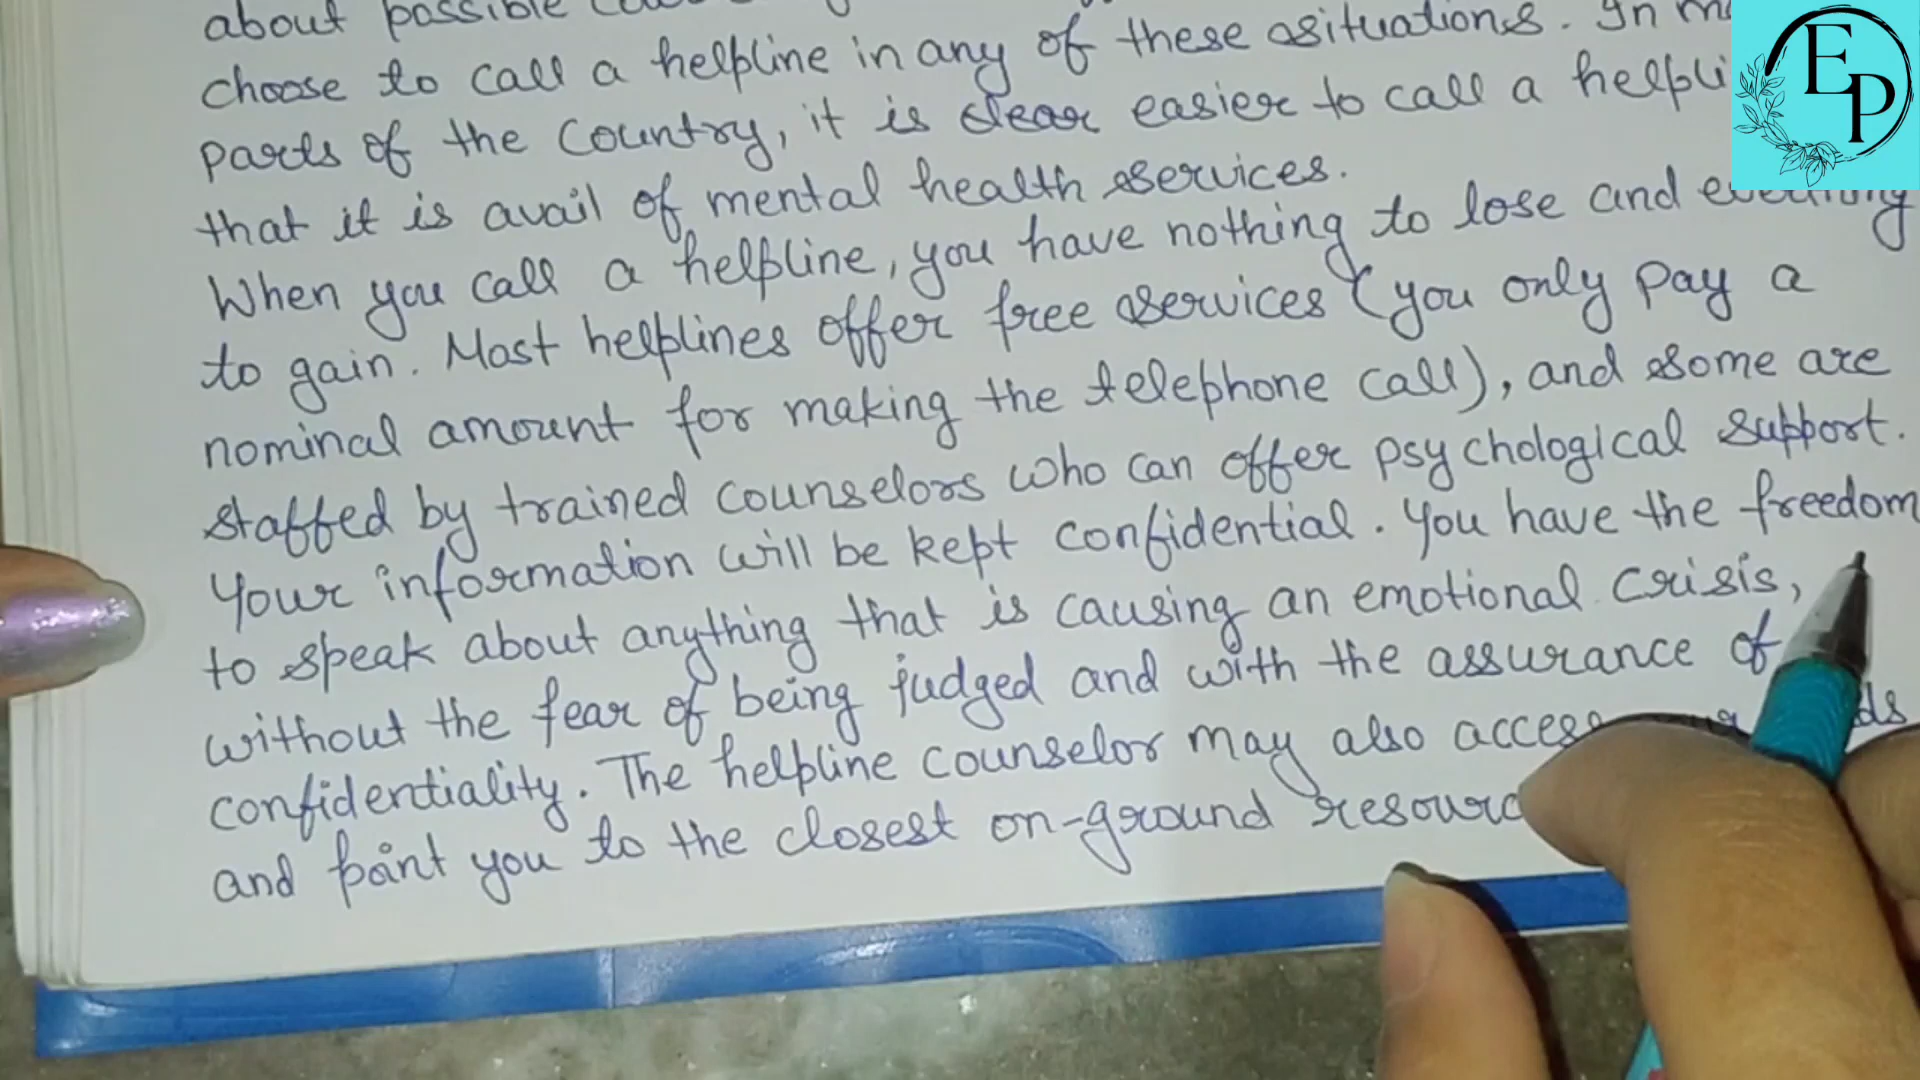 about possible
choose to call a helpline in any of these situations. In
parts of the country, it is clear easier to call a
that it is avail of mental health services.
When you call a helpline, you have nothing to lose and
to gain. Most helplines offer free services (you only pay a
nominal amount for making the telephone call), and some are
staffed by trained counselors who can offer psychological support.
Your information will be kept confidential. You have the freedom
to speak about anything that is causing an emotional crisis,
without the fear of being judged and with the assurance of
confidentiality. The helpline counselor may also
and point you to the closest on-ground
EP